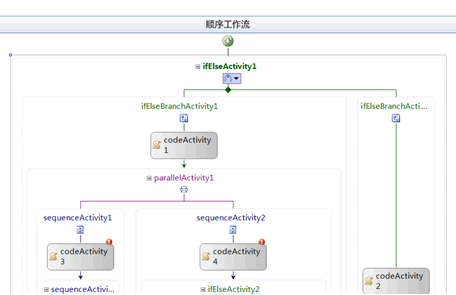 顺序工作流
ifElseActivity1
ifElseBranchActivity1
ifElseBranchActi...
codeActivity
1
parallelActivity1
sequenceActivity1
sequenceActivity2
codeActivity
3
codeActivity
4
codeActivity
2
sequenceActivi...
ifElseActivity2